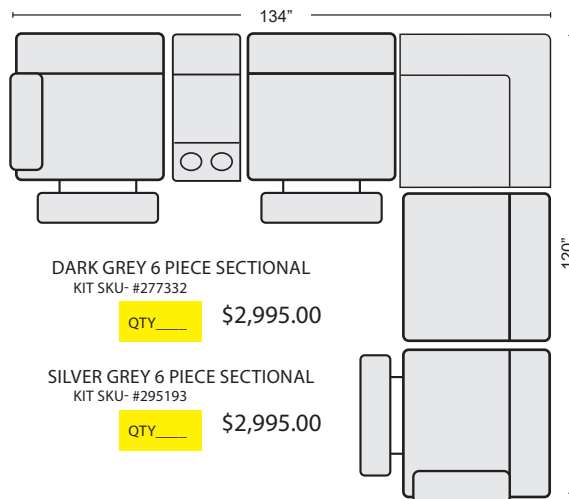 134”
120”
DARK GREY 6 PIECE SECTIONAL
KIT SKU- #277332
QTY____ $2,995.00
SILVER GREY 6 PIECE SECTIONAL
KIT SKU- #295193
QTY____ $2,995.00